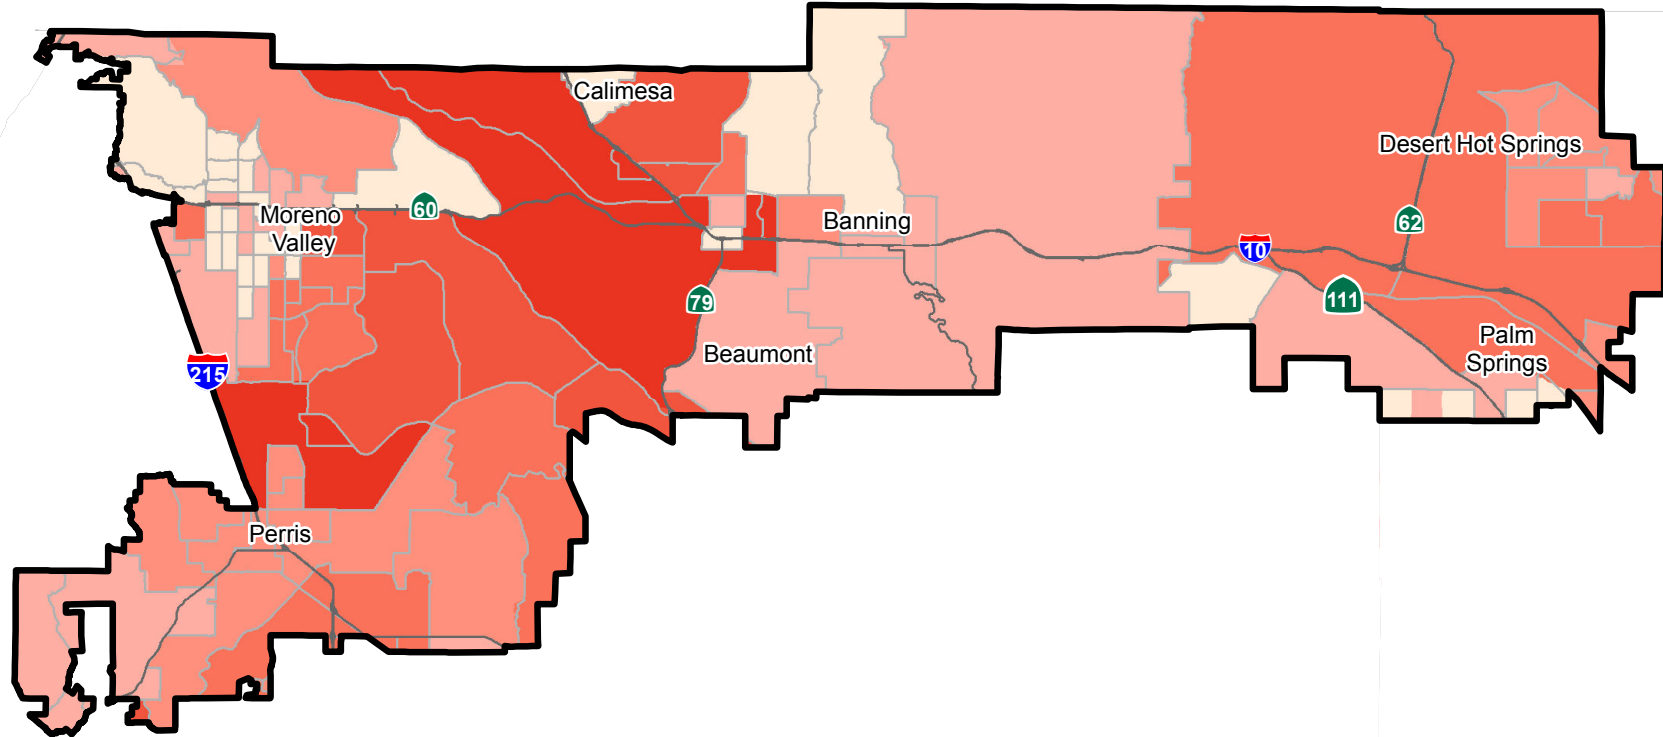 Calimesa
Desert Hot Springs
60
Moreno
Valley
Banning
62
10
79
111
Beaumont
Palm
Springs
215
Perris